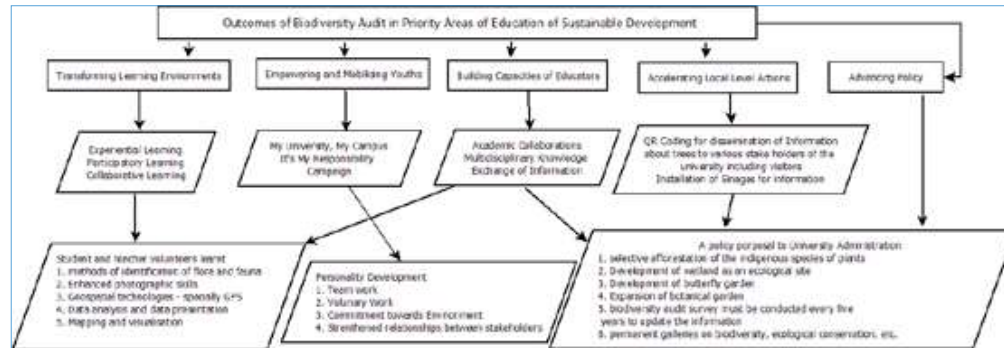 Outcomes of Biodiversity Audit in Priority Areas of Education of Sustainable Development
Transforming Learning Environments
Empowering and Mobilising Youths
Building Capacities of Educators
Accelerating Local Level Actions
Advancing Policy
Experiential Learning
Participatory Learning
Collaborative Learning
My University, My Campus
It's My Responsibility
Campaign
Academic Collaborations
Multidisciplinary Knowledge
Exchange of Information
QR Coding for dissemination of Information
about trees to various stake holders of the
university including visitors
Installation of Sinages for information
Student and teacher volunteers learnt
1. methods of identification of flora and fauna
2. Enhanced photographic skills
3. Geospatial technologies - specially GPS
4. Data analysis and data presentation
5. Mapping and visualisation
Personality Development
1. Team work
2. Volunary Work
3. Commitment towards Environment
4. Strengthened relationships between stakeholders
A policy porposal to University Administration
1. selective afforestation of the indigenous species of plants
2. Development of wetland as an ecological site
3. Development of butterfly garden
4. Expansion of botanical garden
5. biodiversity audit survey must be conducted every five
years to update the information
6. permanent galleries on biodiversity, ecological conservation, etc.